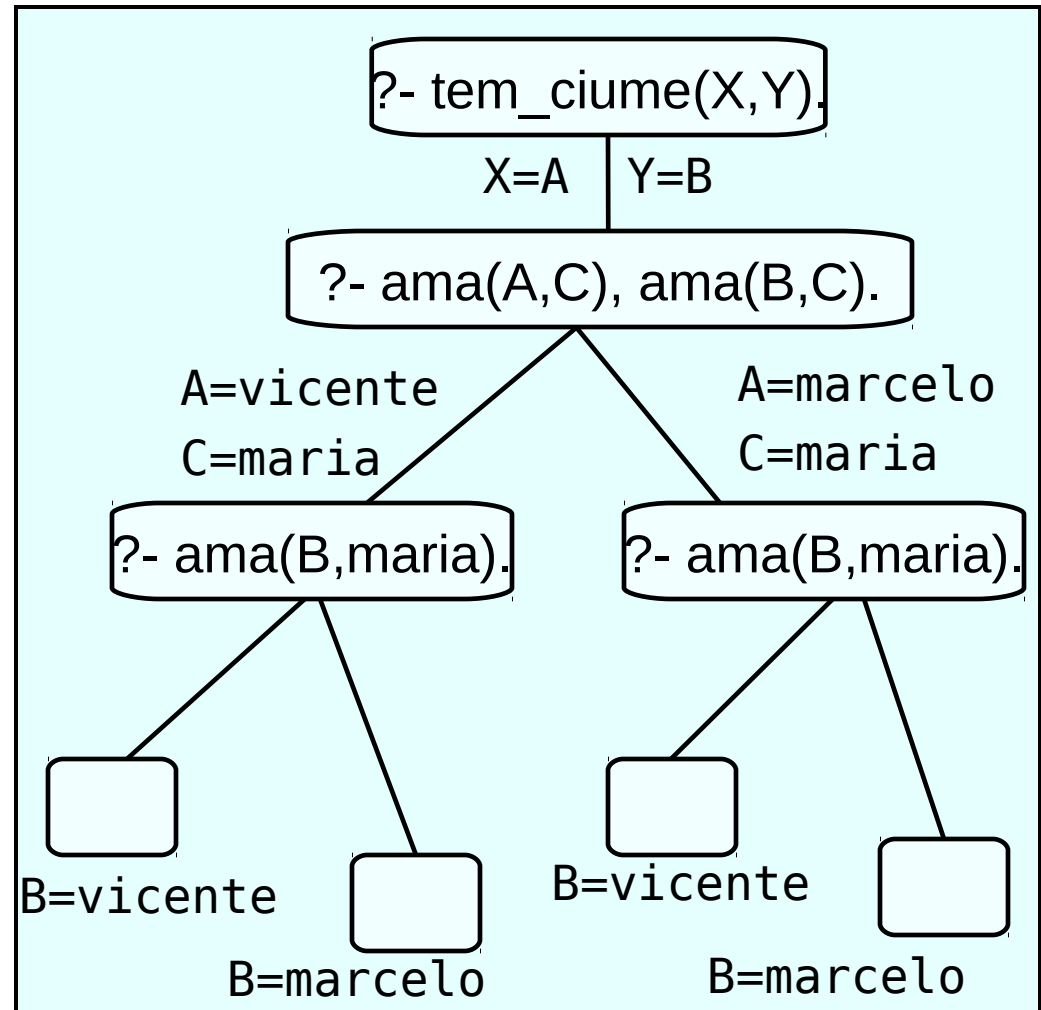 ?- tem_ciume(X,Y).
X=A Y=B
?- ama(A,C), ama(B,C).
A=vicente
C=maria
A=marcelo
C=maria
?- ama(B,maria).
?- ama(B,maria).
B=vicente
B=marcelo
B=vicente
B=marcelo